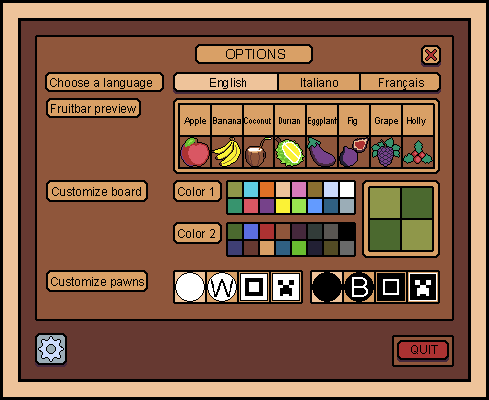 OPTIONS
Choose a language
English Italiano Français
Fruitbar preview
Apple Banana Coconut Durian Eggplant Fig Grape Holly
Customize board
Color 1
Color 2
Customize pawns
W B
QUIT